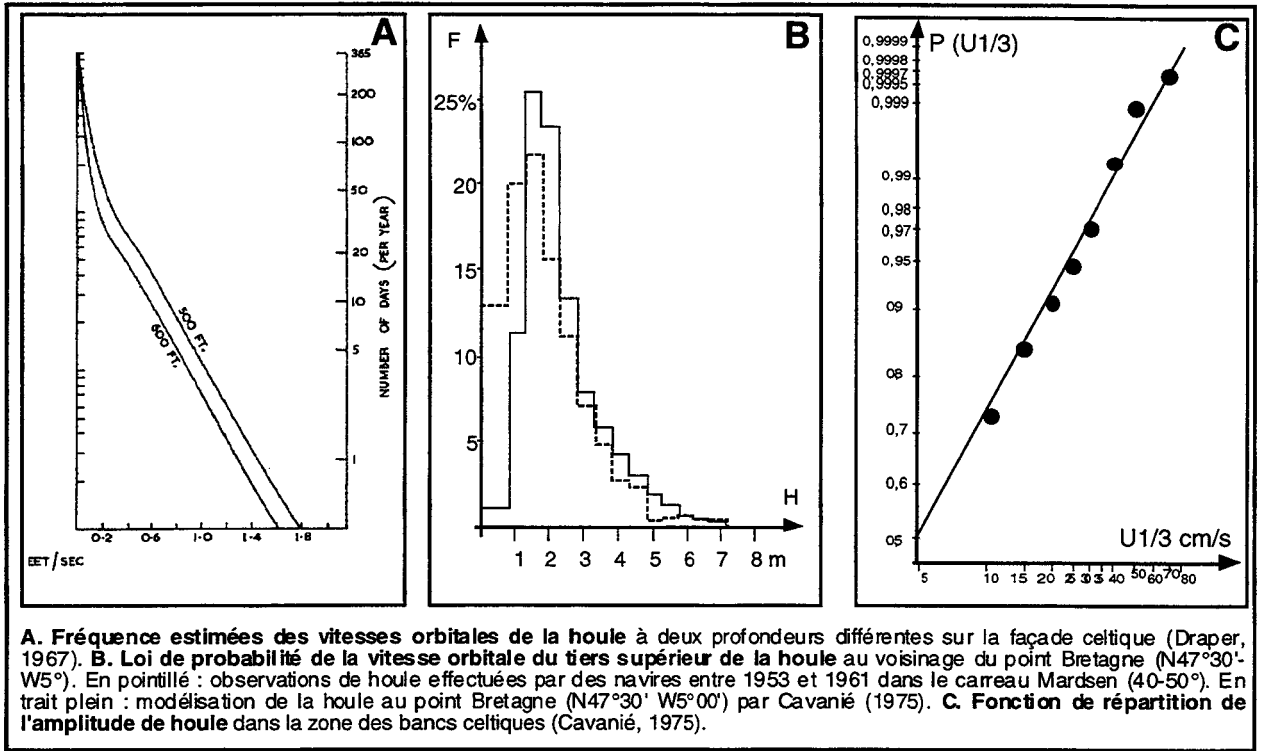 A
365
200
100
50
20
10
5
1
NUMBER OF DAYS (PER YEAR)
500 FT.
600 FT.
0·2 0·6 1·0 1·4 1·8
FEET/SEC
B
F
25%
20
15
10
5
H
1 2 3 4 5 6 7 8 m
C
P (U1/3)
0,9999
0,9998
0,9997
0,9995
0,999
0,99
0,98
0,97
0,95
09
08
0,7
0,6
05
U1/3 cm/s
5 10 15 20 25 30 35 40 50 60 70 80
A. Fréquence estimées des vitesses orbitales de la houle à deux profondeurs différentes sur la façade celtique (Draper,
1967). B. Loi de probabilité de la vitesse orbitale du tiers supérieur de la houle au voisinage du point Bretagne (N47°30'-
W5°). En pointillé : observations de houle effectuées par des navires entre 1953 et 1961 dans le carreau Mardsen (40-50°). En
trait plein : modélisation de la houle au point Bretagne (N47°30' W5°00') par Cavanié (1975). C. Fonction de répartition de
l'amplitude de houle dans la zone des bancs celtiques (Cavanié, 1975).